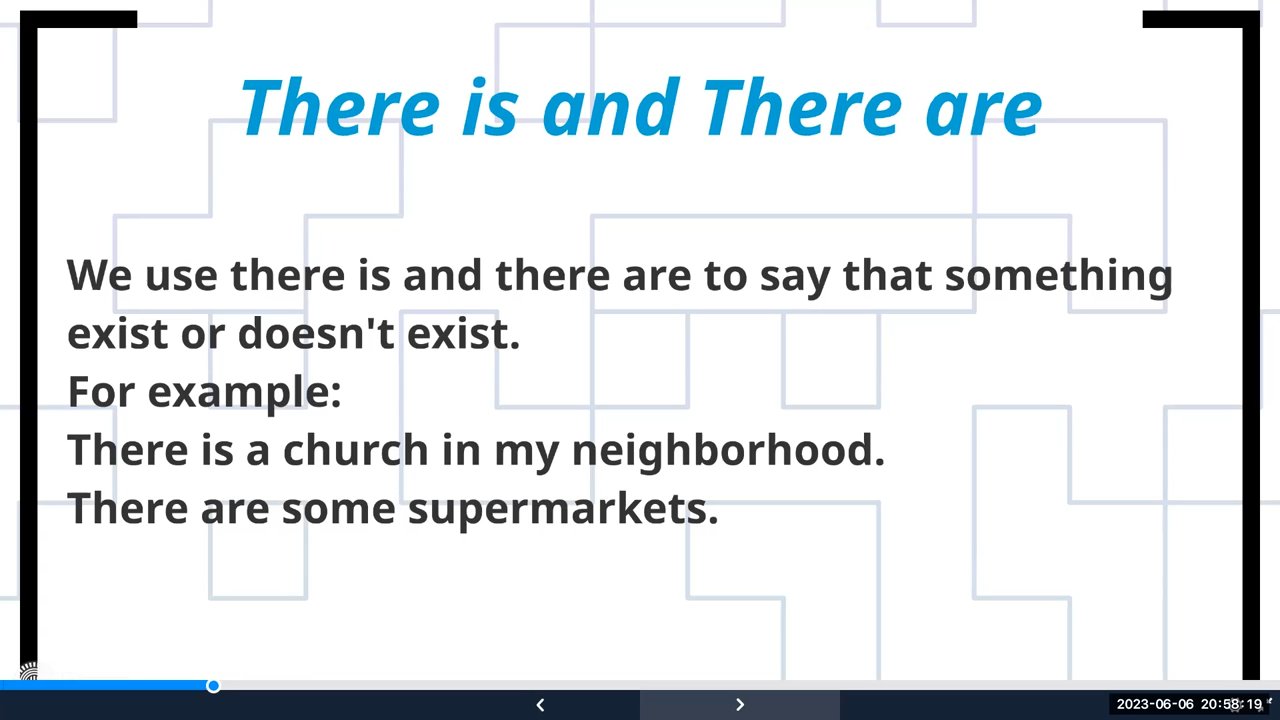 There is and There are
We use there is and there are to say that something
exist or doesn't exist.
For example:
There is a church in my neighborhood.
There are some supermarkets.
2023-06-06 20:58:19